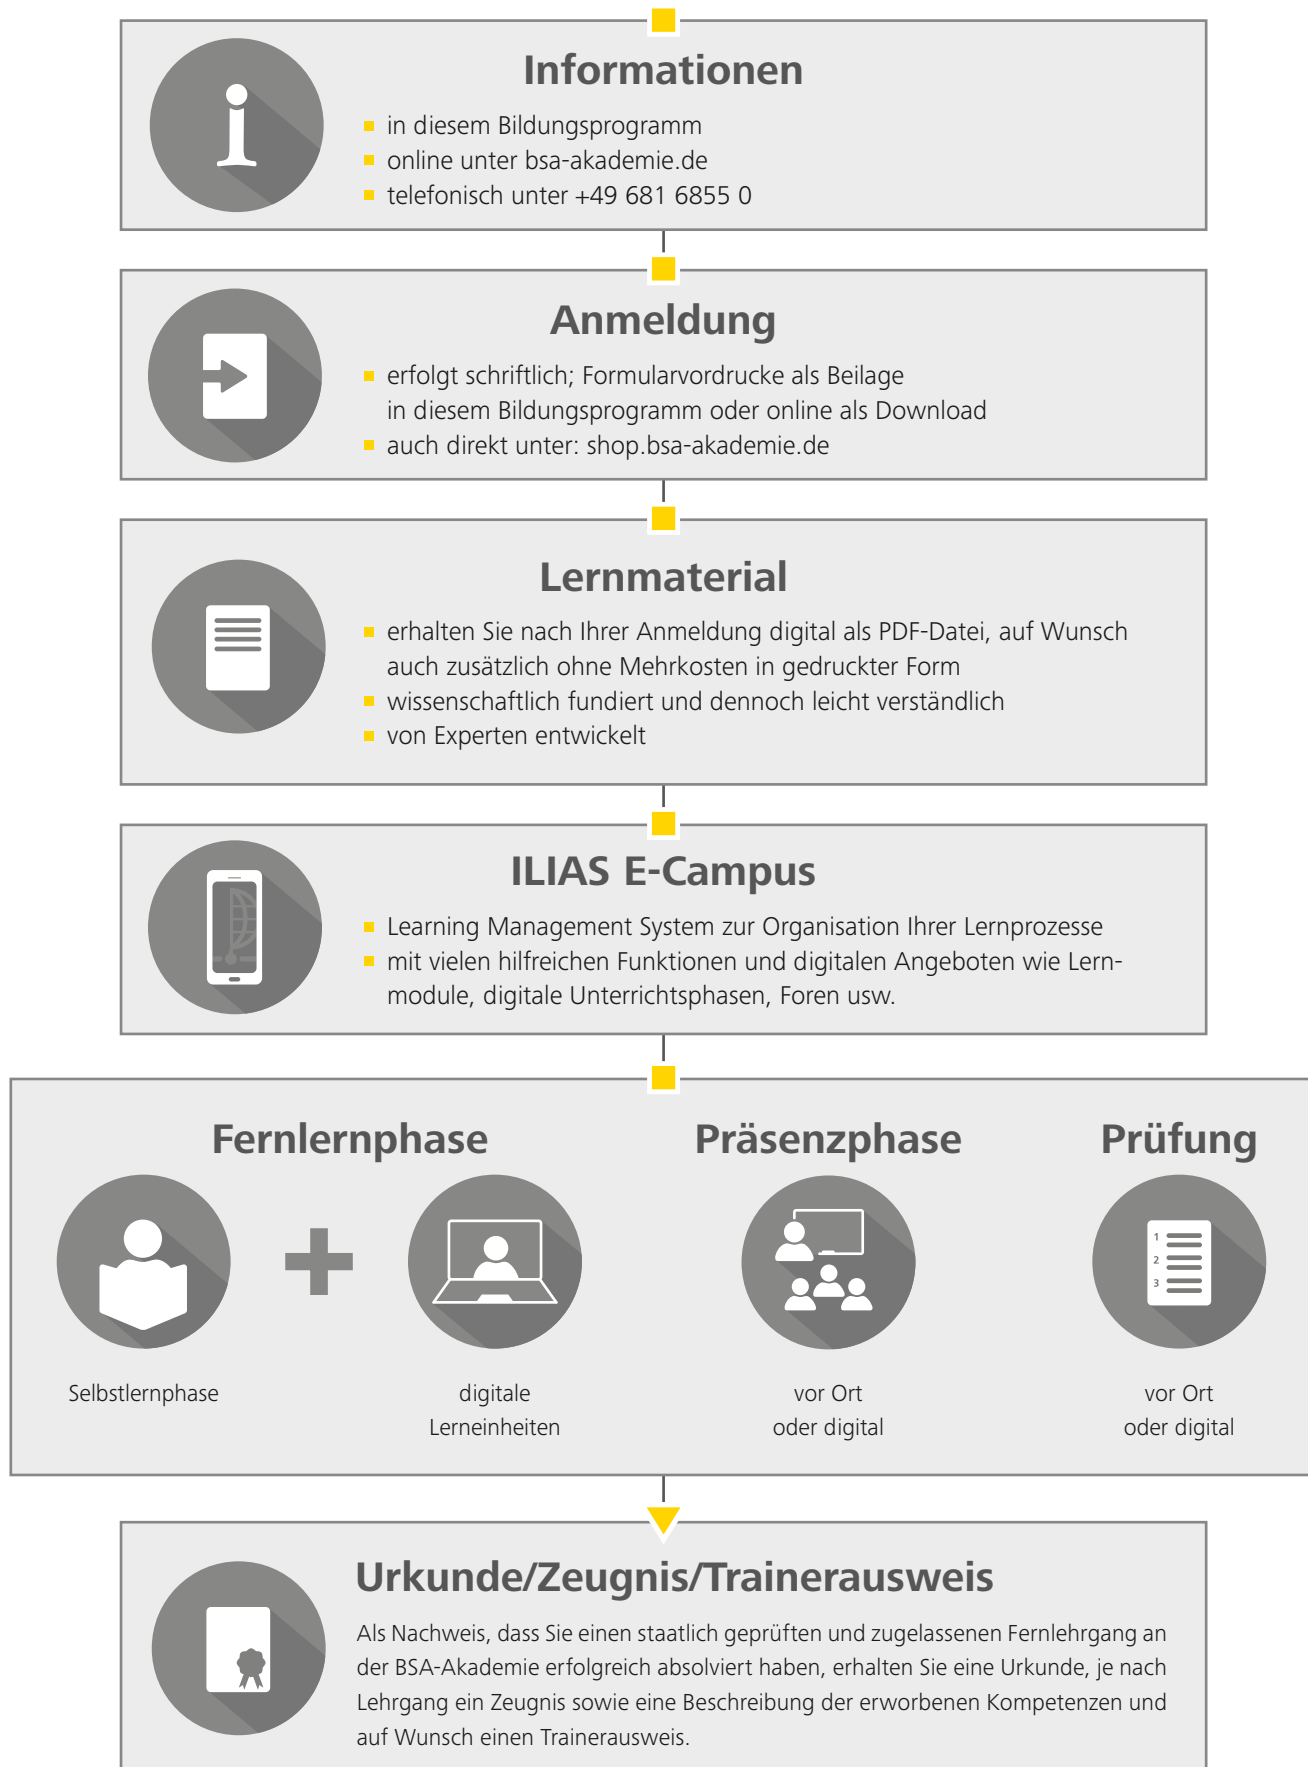 Informationen
in diesem Bildungsprogramm
online unter bsa-akademie.de
telefonisch unter +49 681 6855 0
Anmeldung
erfolgt schriftlich; Formularvordrucke als Beilage
in diesem Bildungsprogramm oder online als Download
auch direkt unter: shop.bsa-akademie.de
Lernmaterial
erhalten Sie nach Ihrer Anmeldung digital als PDF-Datei, auf Wunsch
auch zusätzlich ohne Mehrkosten in gedruckter Form
wissenschaftlich fundiert und dennoch leicht verständlich
von Experten entwickelt
ILIAS E-Campus
Learning Management System zur Organisation Ihrer Lernprozesse
mit vielen hilfreichen Funktionen und digitalen Angeboten wie Lern-
module, digitale Unterrichtsphasen, Foren usw.
Fernlernphase
Selbstlernphase
digitale
Lerneinheiten
Präsenzphase
vor Ort
oder digital
Prüfung
1
2
3
vor Ort
oder digital
Urkunde/Zeugnis/Trainerausweis
Als Nachweis, dass Sie einen staatlich geprüften und zugelassenen Fernlehrgang an
der BSA-Akademie erfolgreich absolviert haben, erhalten Sie eine Urkunde, je nach
Lehrgang ein Zeugnis sowie eine Beschreibung der erworbenen Kompetenzen und
auf Wunsch einen Trainerausweis.